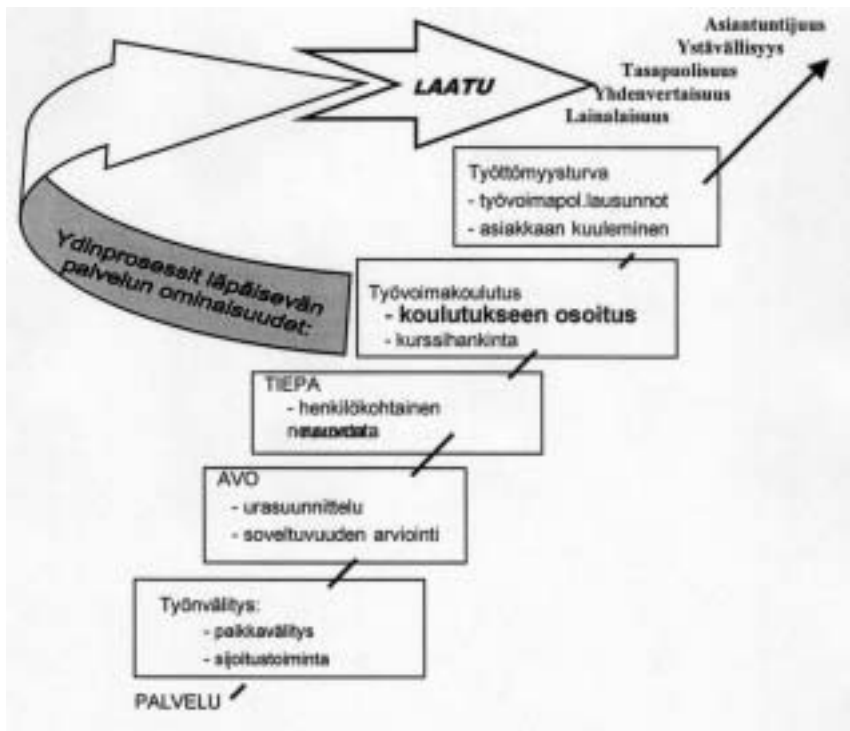 Asiantuntijuus
Ystävällisyys
Tasapuolisuus
Yhdenvertaisuus
Lainalaisuus
LAATU
Työttömyysturva
- työvoimapol.lausunnot
- asiakkaan kuuleminen
Ydinprosessit läpäisevän
palvelun ominaisuudet:
Työvoimakoulutus
- koulutukseen osoitus
- kurssihankinta
TIEPA
- henkilökohtainen
AVO
- urasuunnittelu
- soveltuvuuden arviointi
Työnvälitys:
- paikkavälitys
- sijoitustoiminta
PALVELU